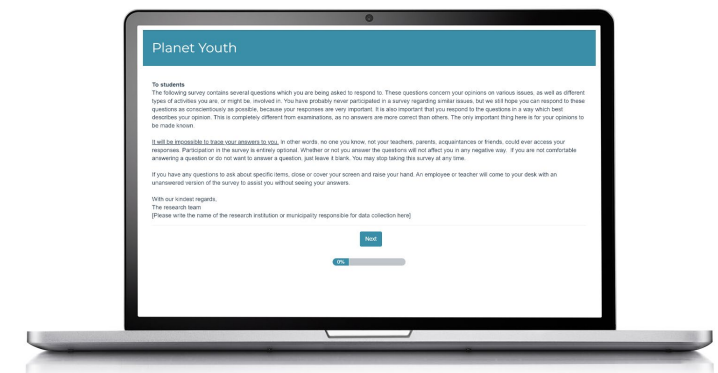 Planet Youth
To students
The following survey contains several questions which you are being asked to respond to. These questions concern your opinions on various issues, as well as different
types of activities you are, or might be, involved in. You have probably never participated in a survey regarding similar issues, but we still hope you can respond to these
questions as conscientiously as possible, because your responses are very important. It is also important that you respond to the questions in a way which best
describes your opinion. This is completely different from examinations, as no answers are more correct than others. The only important thing here is for your opinions to
be made known.
It will be impossible to trace your answers to you. In other words, no one you know, not your teachers, parents, acquaintances or friends, could ever access your
responses. Participation in the survey is entirely optional. Whether or not you answer the questions will not affect you in any negative way. If you are not comfortable
answering a question or do not want to answer a question, just leave it blank. You may stop taking this survey at any time.
If you have any questions to ask about specific items, close or cover your screen and raise your hand. An employee or teacher will come to your desk with an
unanswered version of the survey to assist you without seeing your answers.
With our kindest regards,
The research team
[Please write the name of the research institution or municipality responsible for data collection here]
Next
0%